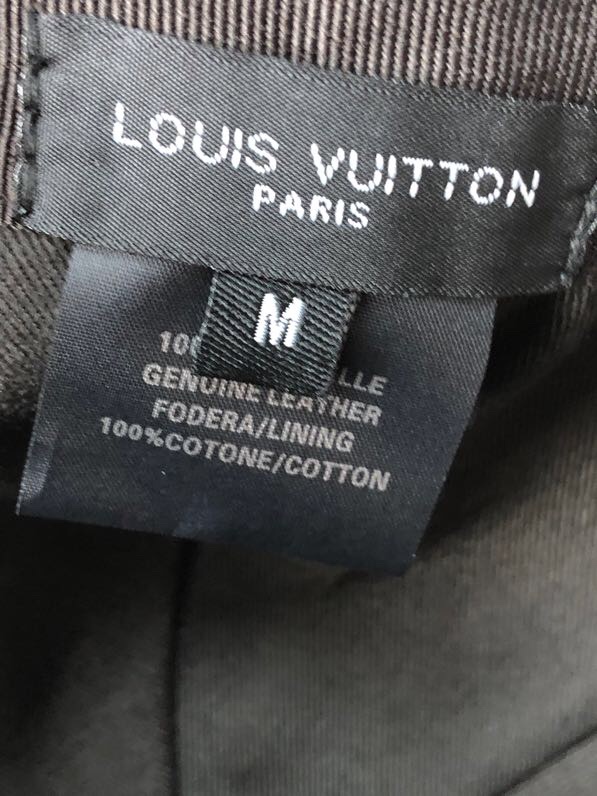 LOUIS VUITTON
PARIS
M
GENUINE LEATHER
FODERA/LINING
100%COTONE/COTTON